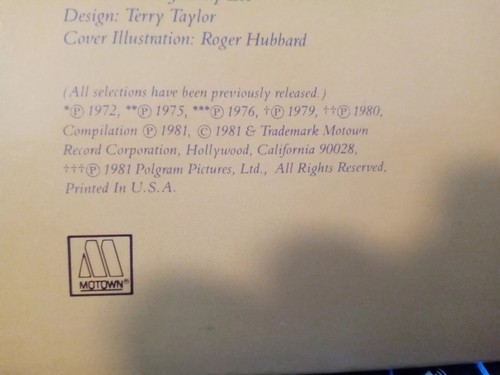 Design: Terry Taylor
Cover Illustration: Roger Hubbard
(All selections have been previously released.)
*Ⓟ 1972, **Ⓟ 1975, ***Ⓟ 1976, †Ⓟ 1979, ††Ⓟ 1980,
Compilation Ⓟ 1981, © 1981 & Trademark Motown
Record Corporation, Hollywood, California 90028,
†††Ⓟ 1981 Polgram Pictures, Ltd., All Rights Reserved,
Printed In U.S.A.
MOTOWN®